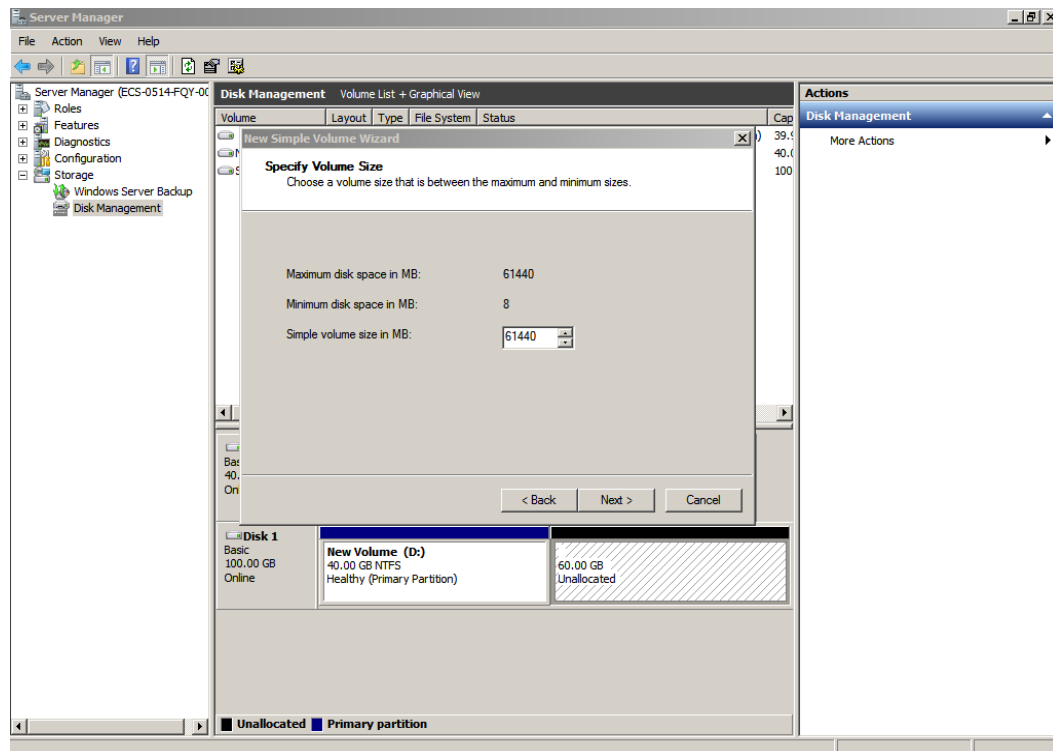 Server Manager
File Action View Help
Server Manager (ECS-0514-FQY-00
Roles
Features
Diagnostics
Configuration
Storage
Windows Server Backup
Disk Management
Disk Management Volume List + Graphical View
Volume Layout Type File System Status Cap
39.9
40.0
100
New Simple Volume Wizard
Specify Volume Size
Choose a volume size that is between the maximum and minimum sizes.
Maximum disk space in MB: 61440
Minimum disk space in MB: 8
Simple volume size in MB: 61440
< Back Next > Cancel
Bas
40.
Onl
Disk 1
Basic
100.00 GB
Online
New Volume (D:)
40.00 GB NTFS
Healthy (Primary Partition)
60.00 GB
Unallocated
Unallocated Primary partition
Actions
Disk Management
More Actions